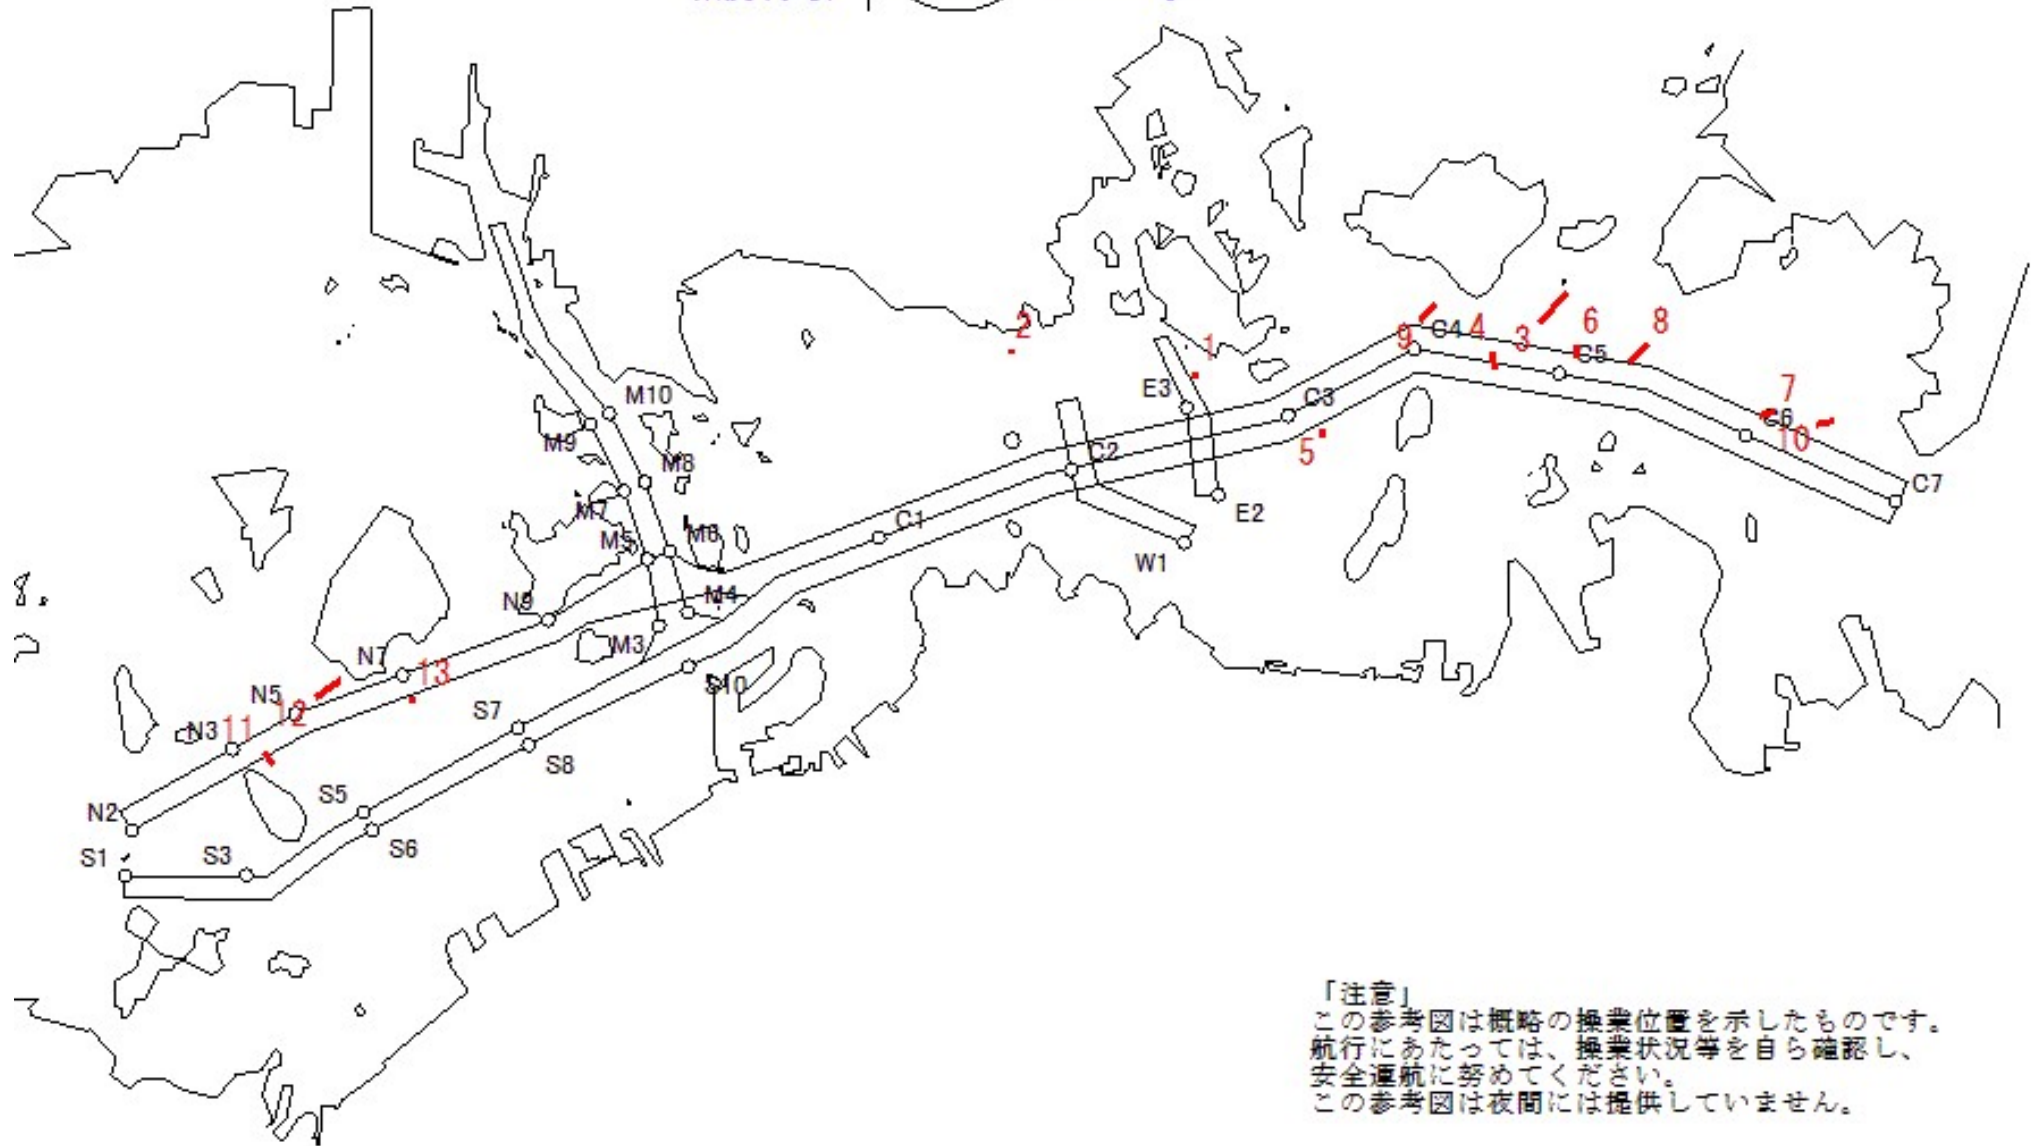 2
1
9
C4
4
3
6
C5
8
E3
M10
C3
7
C6
10
M9
M8
C2
5
E2
C7
M7
M5
M6
C1
W1
N9
M4
M3
N7
13
S10
N5
12
N3
11
S7
S8
N2
S5
S6
S1
S3
「注意」
この参考図は概略の操業位置を示したものです。
航行にあたっては、操業状況等を自ら確認し、
安全運航に努めてください。
この参考図は夜間には提供していません。